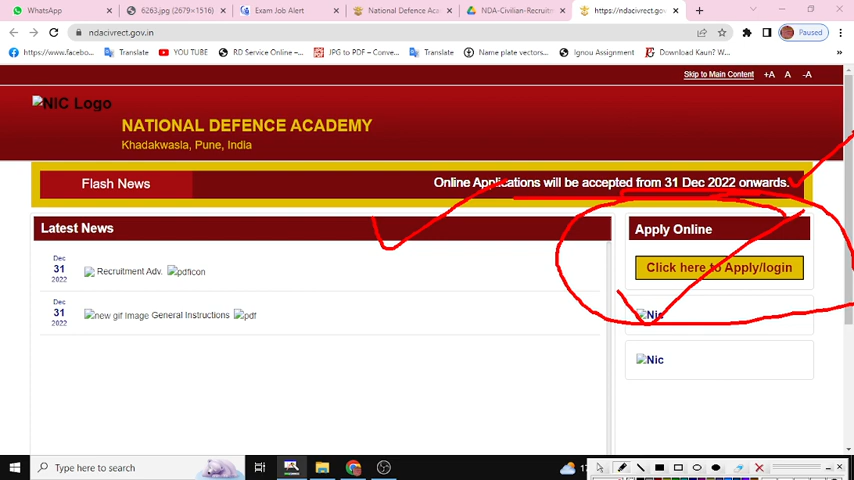 WhatsApp
6263.jpg (2679×1516)
Exam Job Alert
National Defence Aca
NDA-Civilian-Recruitm
https://ndacivrect.gov
ndacivrect.gov.in
Paused
https://www.facebo...
Translate
YOU TUBE
RD Service Online -...
JPG to PDF – Conve...
Translate
Name plate vectors...
Ignou Assignment
Download Kaun? W...
Skip to Main Content +A A -A
NIC Logo
NATIONAL DEFENCE ACADEMY
Khadakwasla, Pune, India
Flash News
Online Applications will be accepted from 31 Dec 2022 onwards.
Latest News
Dec
31
2022
Recruitment Adv. pdficon
Dec
31
2022
new gif Image General Instructions pdf
Apply Online
Click here to Apply/login
Nic
Nic
Type here to search